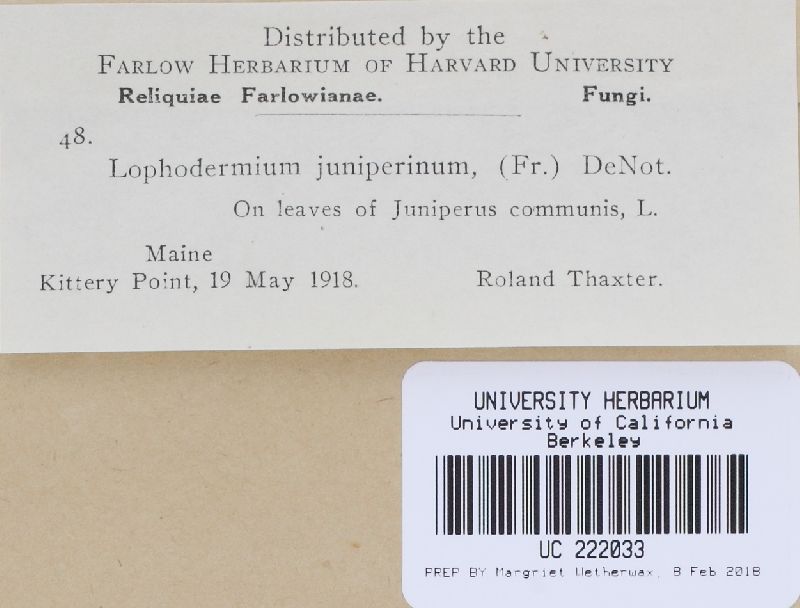 Distributed by the
FARLOW HERBARIUM OF HARVARD UNIVERSITY
Reliquiae Farlowianae. Fungi.
48.
Lophodermium juniperinum, (Fr.) DeNot.
On leaves of Juniperus communis, L.
Maine
Kittery Point, 19 May 1918. Roland Thaxter.
UNIVERSITY HERBARIUM
University of California
Berkeley
UC 222033
PREP BY Margriet Wetherwax, 8 Feb 2018